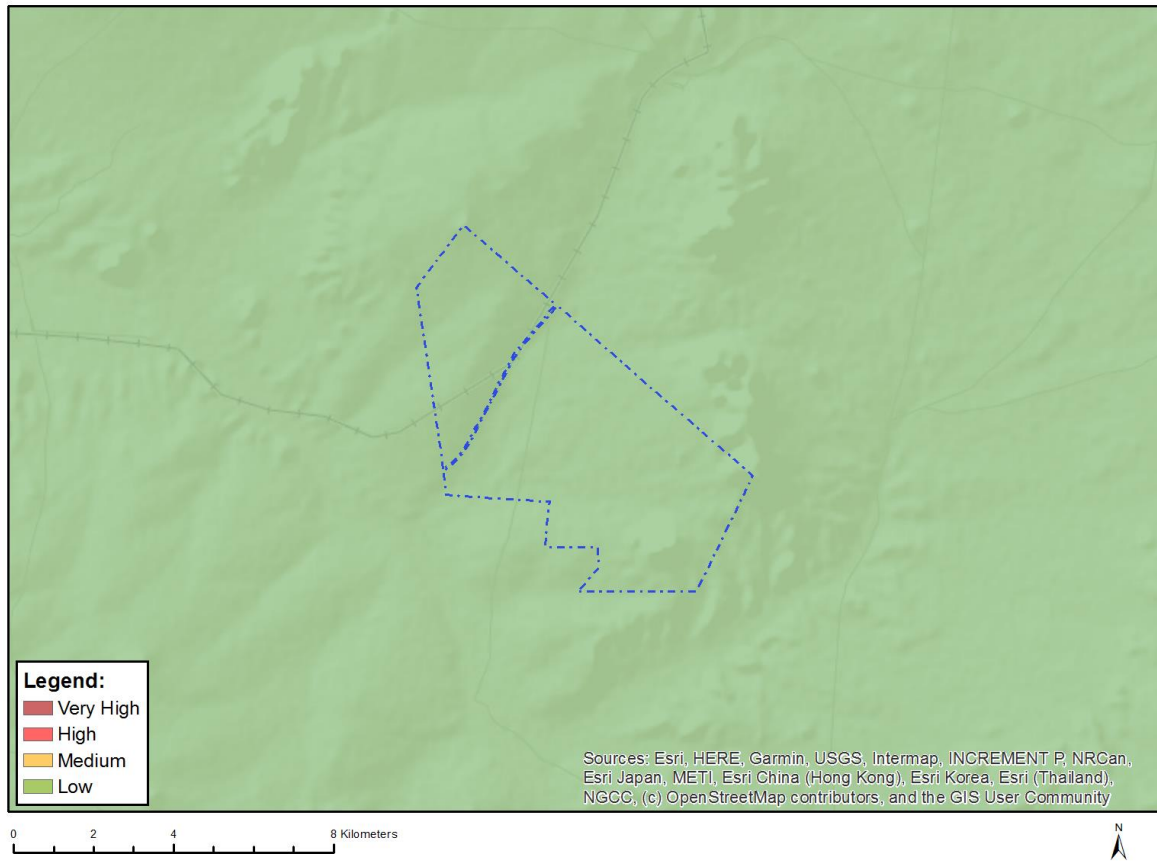 Legend:
Very High
High
Medium
Low
Sources: Esri, HERE, Garmin, USGS, Intermap, INCREMENT P, NRCan,
Esri Japan, METI, Esri China (Hong Kong), Esri Korea, Esri (Thailand),
NGCC, (c) OpenStreetMap contributors, and the GIS User Community
0 2 4 8 Kilometers
N